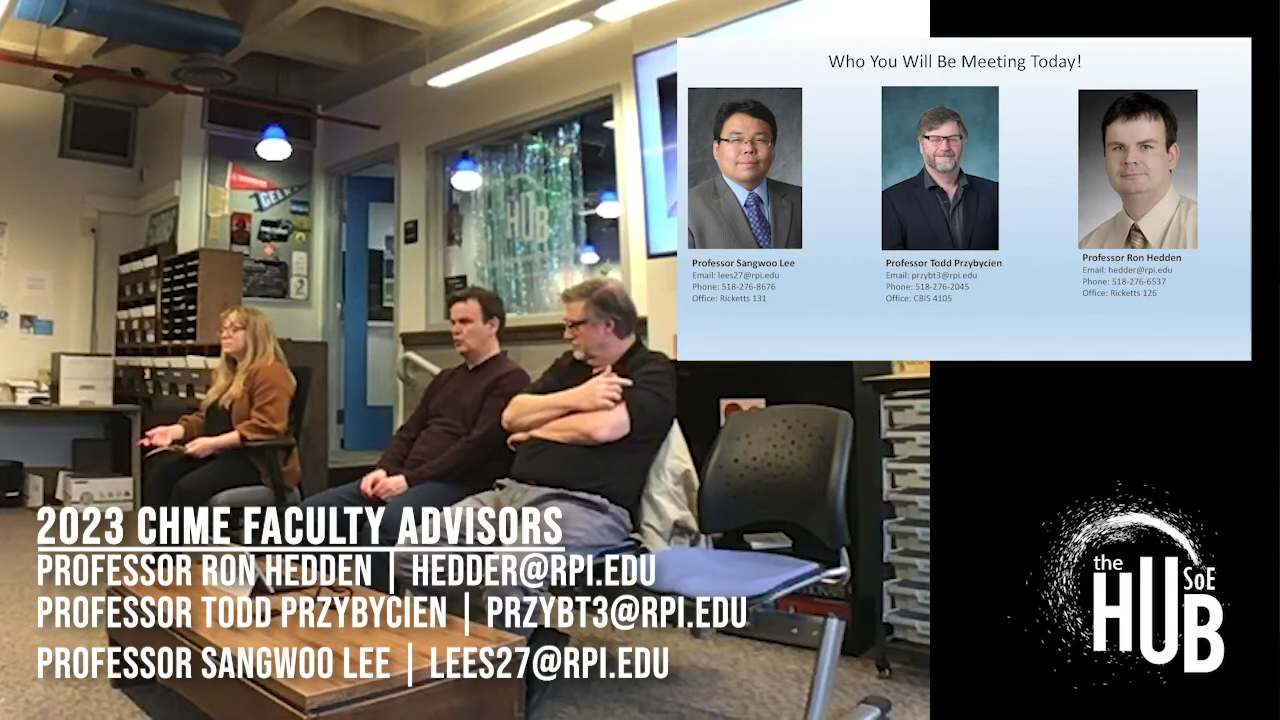 Who You Will Be Meeting Today!
Professor Sangwoo Lee
Email: lees27@rpi.edu
Phone: 518-276-8676
Office: Ricketts 131
Professor Todd Przybycien
Email: przybt3@rpi.edu
Phone: 518-276-2045
Office: CBIS 4105
Professor Ron Hedden
Email: hedder@rpi.edu
Phone: 518-276-6537
Office: Ricketts 126
HUB
2023 CHME FACULTY ADVISORS
PROFESSOR RON HEDDEN | HEDDER@RPI.EDU
PROFESSOR TODD PRZYBYCIEN | PRZYBT3@RPI.EDU
PROFESSOR SANGWOO LEE | LEES27@RPI.EDU
the
HUB
SoE